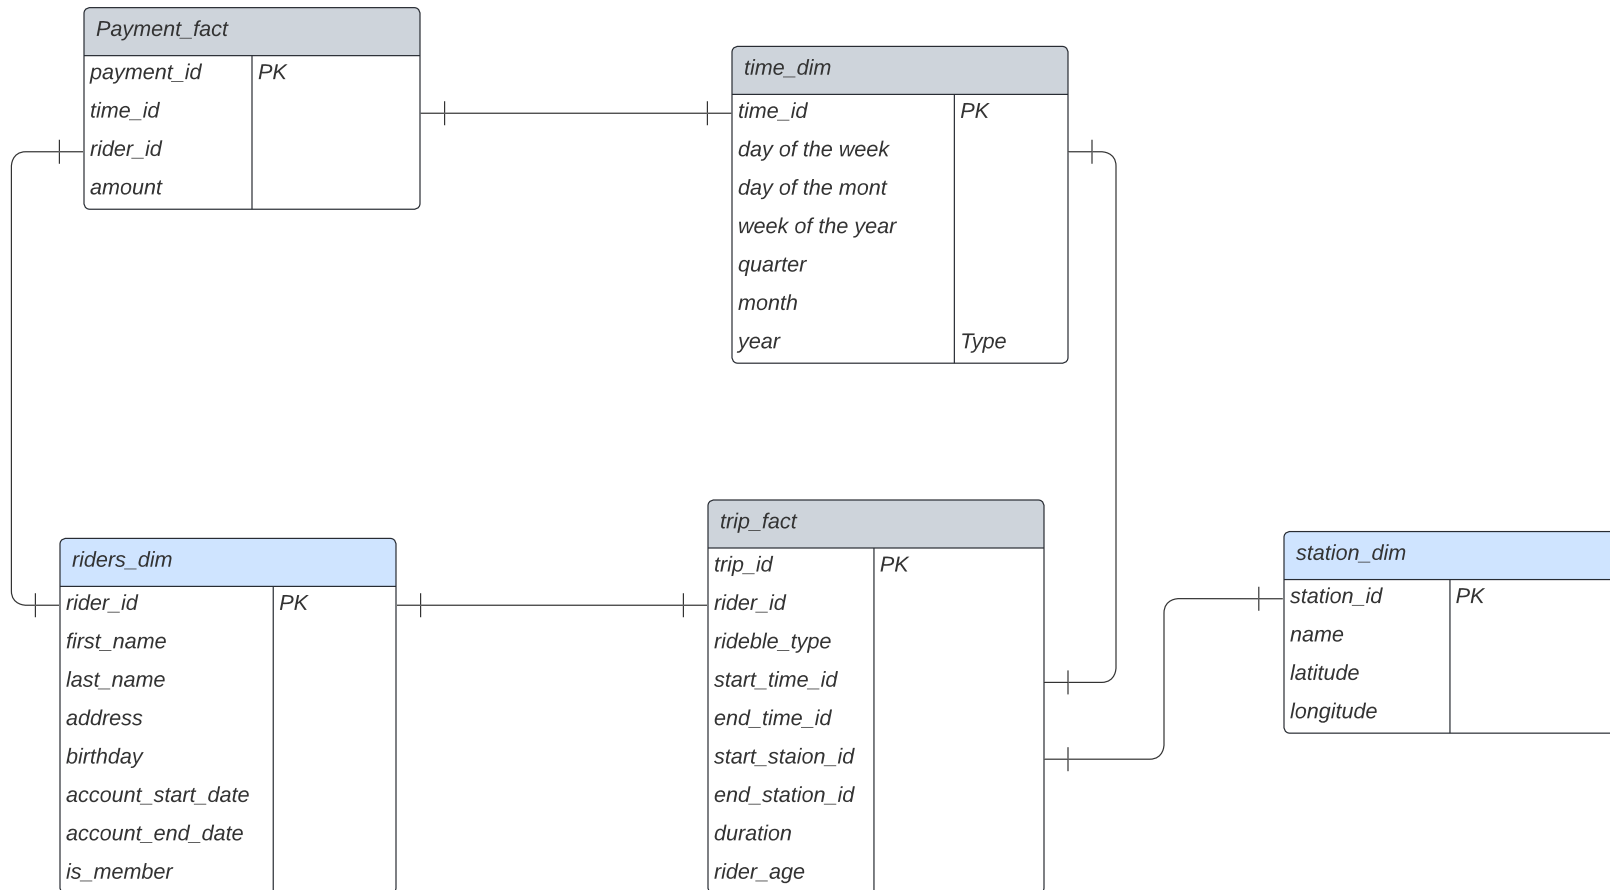 Payment_fact
payment_id PK
time_id
rider_id
amount
time_dim
time_id PK
day of the week
day of the mont
week of the year
quarter
month
year Type
riders_dim
rider_id PK
first_name
last_name
address
birthday
account_start_date
account_end_date
is_member
trip_fact
trip_id PK
rider_id
rideble_type
start_time_id
end_time_id
start_staion_id
end_station_id
duration
rider_age
station_dim
station_id PK
name
latitude
longitude